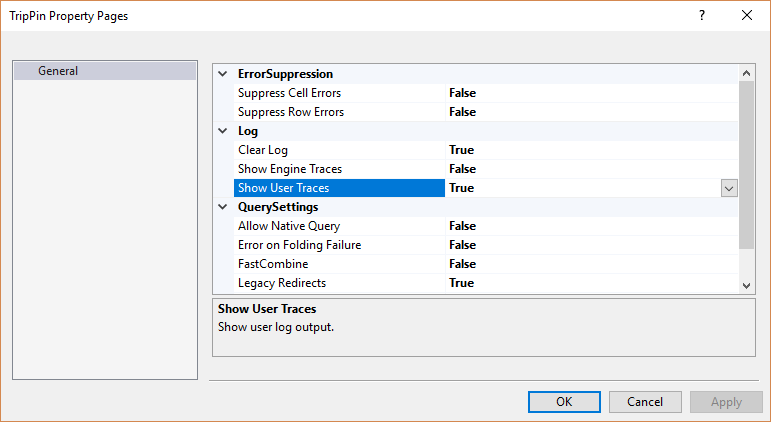 TripPin Property Pages
General
ErrorSuppression
Suppress Cell Errors False
Suppress Row Errors False
Log
Clear Log True
Show Engine Traces False
Show User Traces True
QuerySettings
Allow Native Query False
Error on Folding Failure False
FastCombine False
Legacy Redirects True
Show User Traces
Show user log output.
OK Cancel Apply